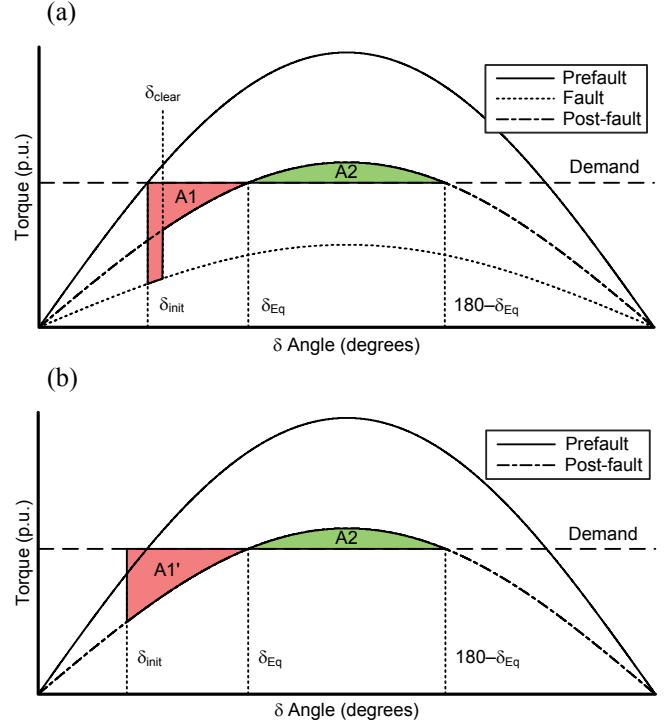 (a)
δclear
Prefault
Fault
Post-fault
Demand
Torque (p.u.)
A1
A2
δinit
δEq
180–δEq
δ Angle (degrees)
(b)
Prefault
Post-fault
Demand
Torque (p.u.)
A1'
A2
δinit
δEq
180–δEq
δ Angle (degrees)